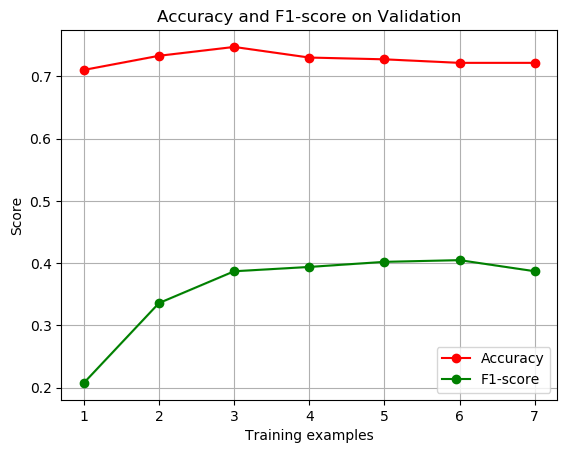 Accuracy and F1-score on Validation
Score
0.7
0.6
0.5
0.4
0.3
0.2
Accuracy
F1-score
1 2 3 4 5 6 7
Training examples